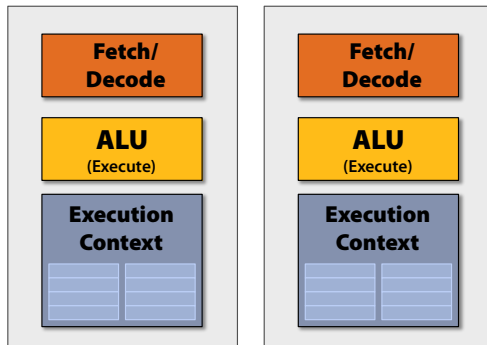 Fetch/
Decode
ALU
(Execute)
Execution
Context
Fetch/
Decode
ALU
(Execute)
Execution
Context